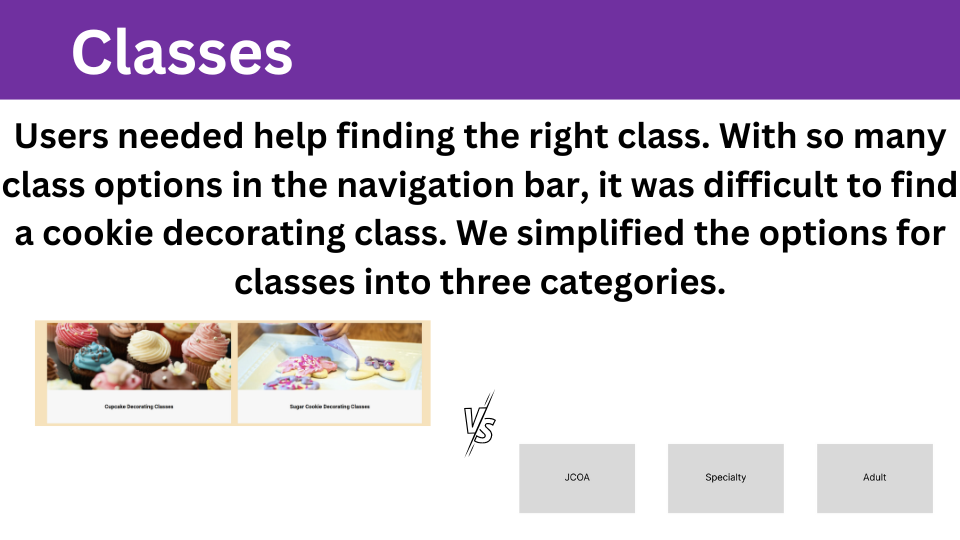 Classes
Users needed help finding the right class. With so many
class options in the navigation bar, it was difficult to find
a cookie decorating class. We simplified the options for
classes into three categories.
Cupcake Decorating Classes
Sugar Cookie Decorating Classes
VS
JCOA
Specialty
Adult